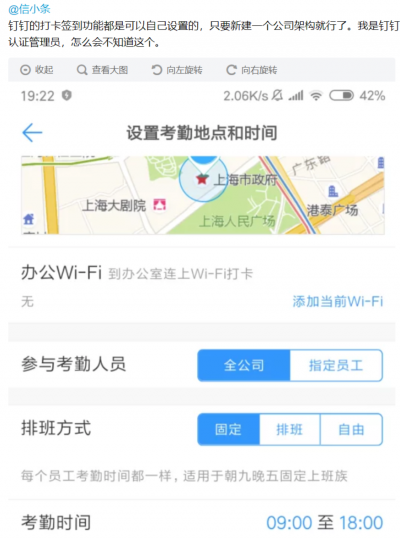 @信小条
钉钉的打卡签到功能都是可以自己设置的，只要新建一个公司架构就行了。我是钉钉
认证管理员，怎么会不知道这个。
收起 查看大图 向左旋转 向右旋转
19:22 2.06K/s 42%
设置考勤地点和时间
广东路
上海市政府
上海大剧院
港泰广场
上海人民广场
办公Wi-Fi 到办公室连上Wi-Fi打卡
无 添加当前Wi-Fi
参与考勤人员 全公司 指定员工
排班方式 固定 排班 自由
每个员工考勤时间都一样，适用于朝九晚五固定上班族
考勤时间 09:00 至 18:00